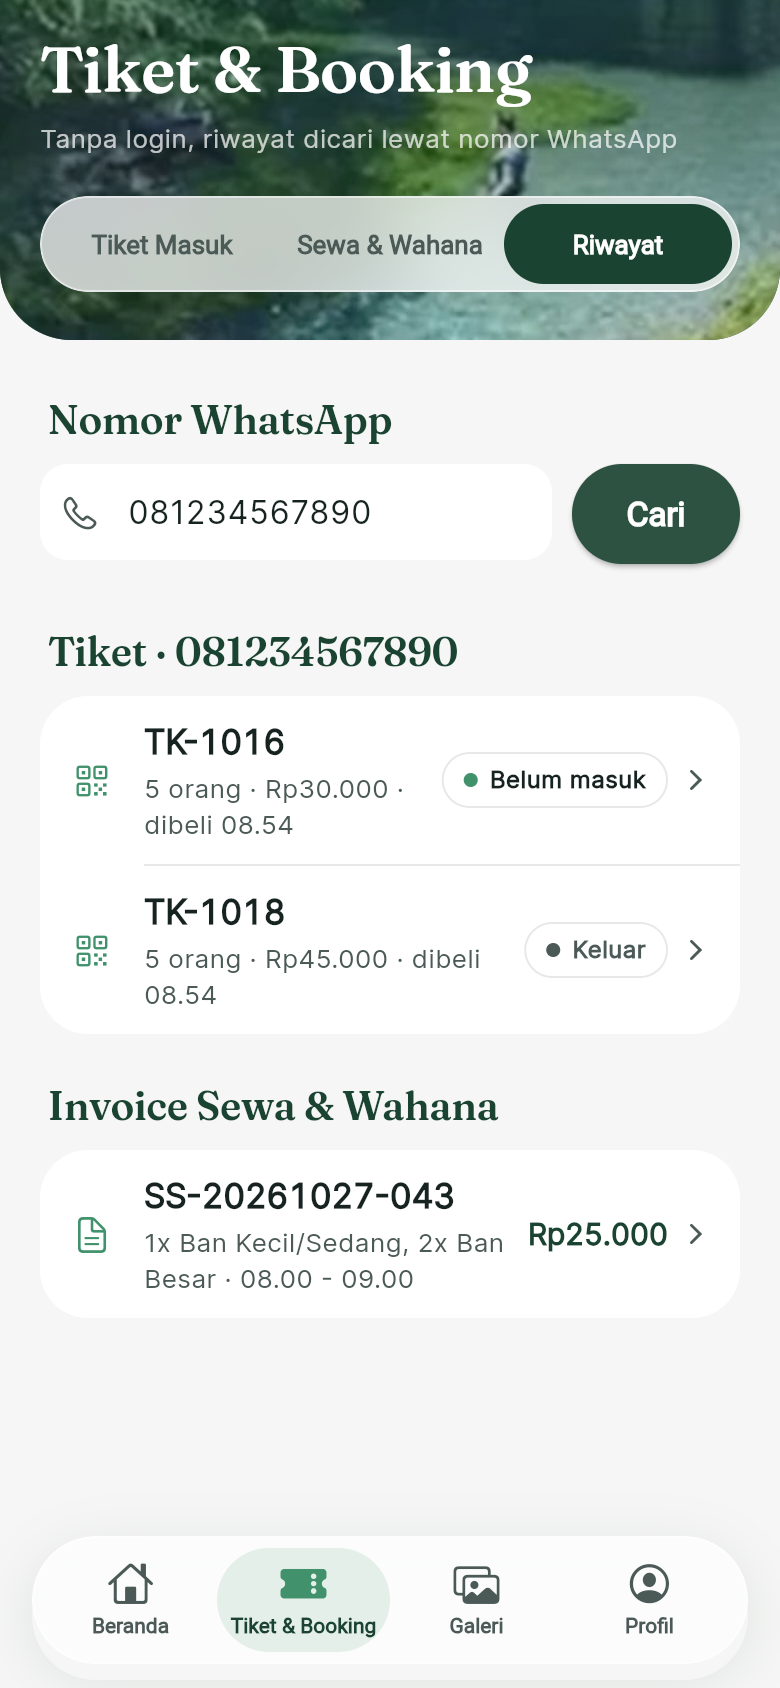 Tiket & Booking
Tanpa login, riwayat dicari lewat nomor WhatsApp
Tiket Masuk
Sewa & Wahana
Riwayat
Nomor WhatsApp
081234567890
Cari
Tiket · 081234567890
TK-1016
5 orang · Rp30.000 ·
dibeli 08.54
Belum masuk
TK-1018
5 orang · Rp45.000 · dibeli
08.54
Keluar
Invoice Sewa & Wahana
SS-20261027-043
1x Ban Kecil/Sedang, 2x Ban
Besar · 08.00 - 09.00
Rp25.000
Beranda
Tiket & Booking
Galeri
Profil